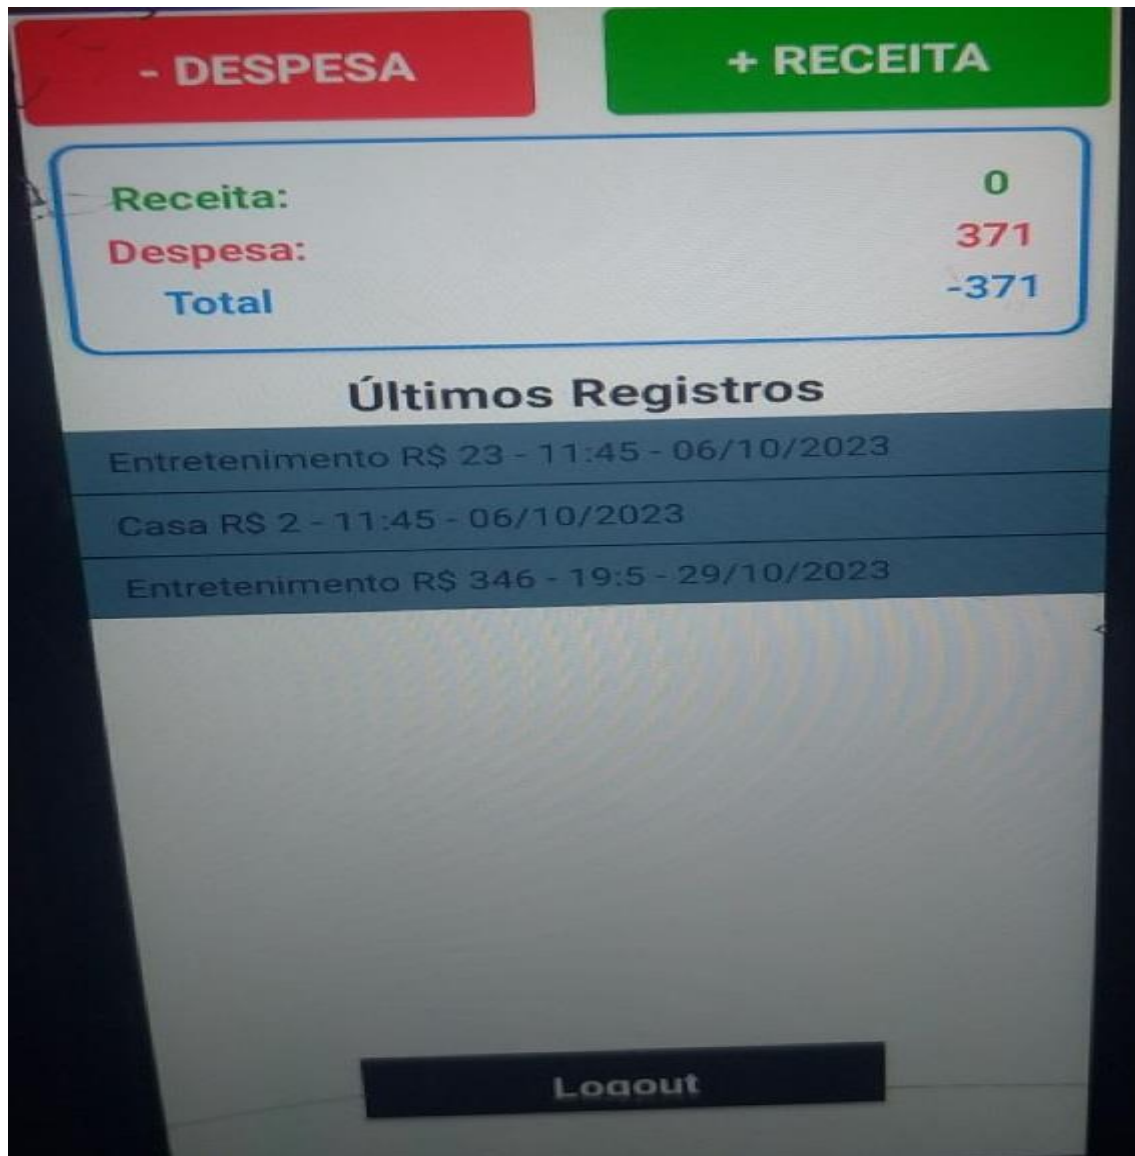 - DESPESA + RECEITA
Receita: 0
Despesa: 371
Total -371
Últimos Registros
Entretenimento R$ 23 - 11:45 - 06/10/2023
Casa R$ 2 - 11:45 - 06/10/2023
Entretenimento R$ 346 - 19:5 - 29/10/2023
Logout